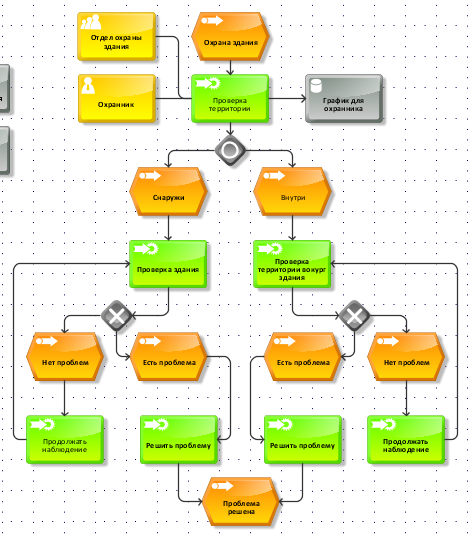 Отдел охраны
здания
Охрана здания
Охранник
Проверка
территории
График для
охранника
Снаружи
Внутри
Проверка здания
Проверка
территории вокург
здания
Нет проблем
Есть проблема
Есть проблема
Нет проблем
Продолжать
наблюдение
Решить проблему
Решить проблему
Продолжать
наблюдение
Проблема
решена